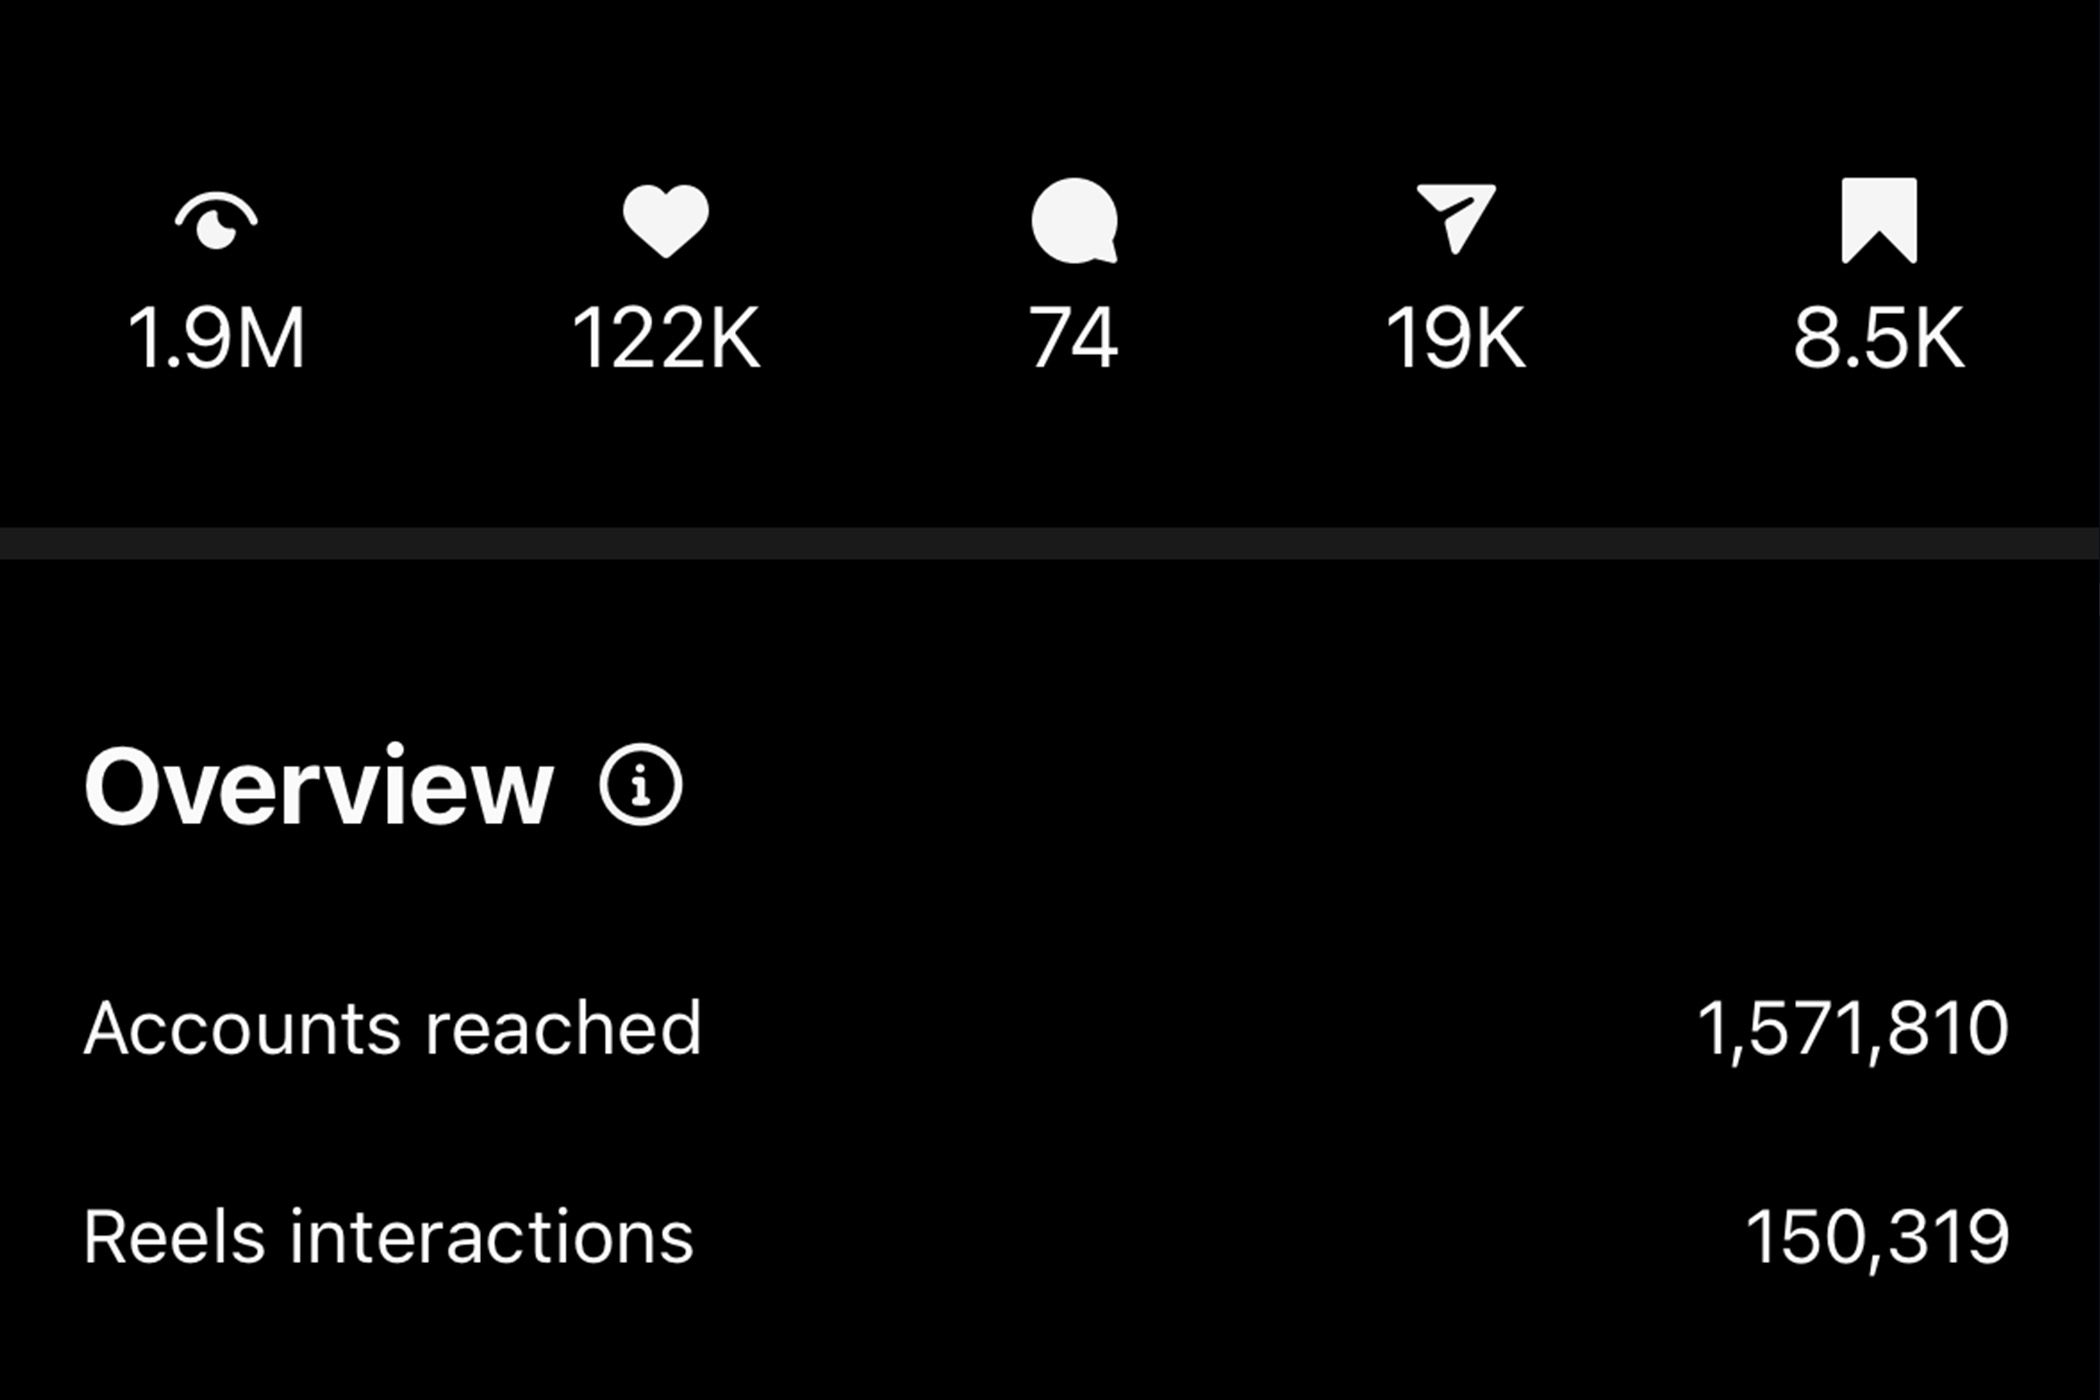 1.9M 122K 74 19K 8.5K
Overview
Accounts reached 1,571,810
Reels interactions 150,319